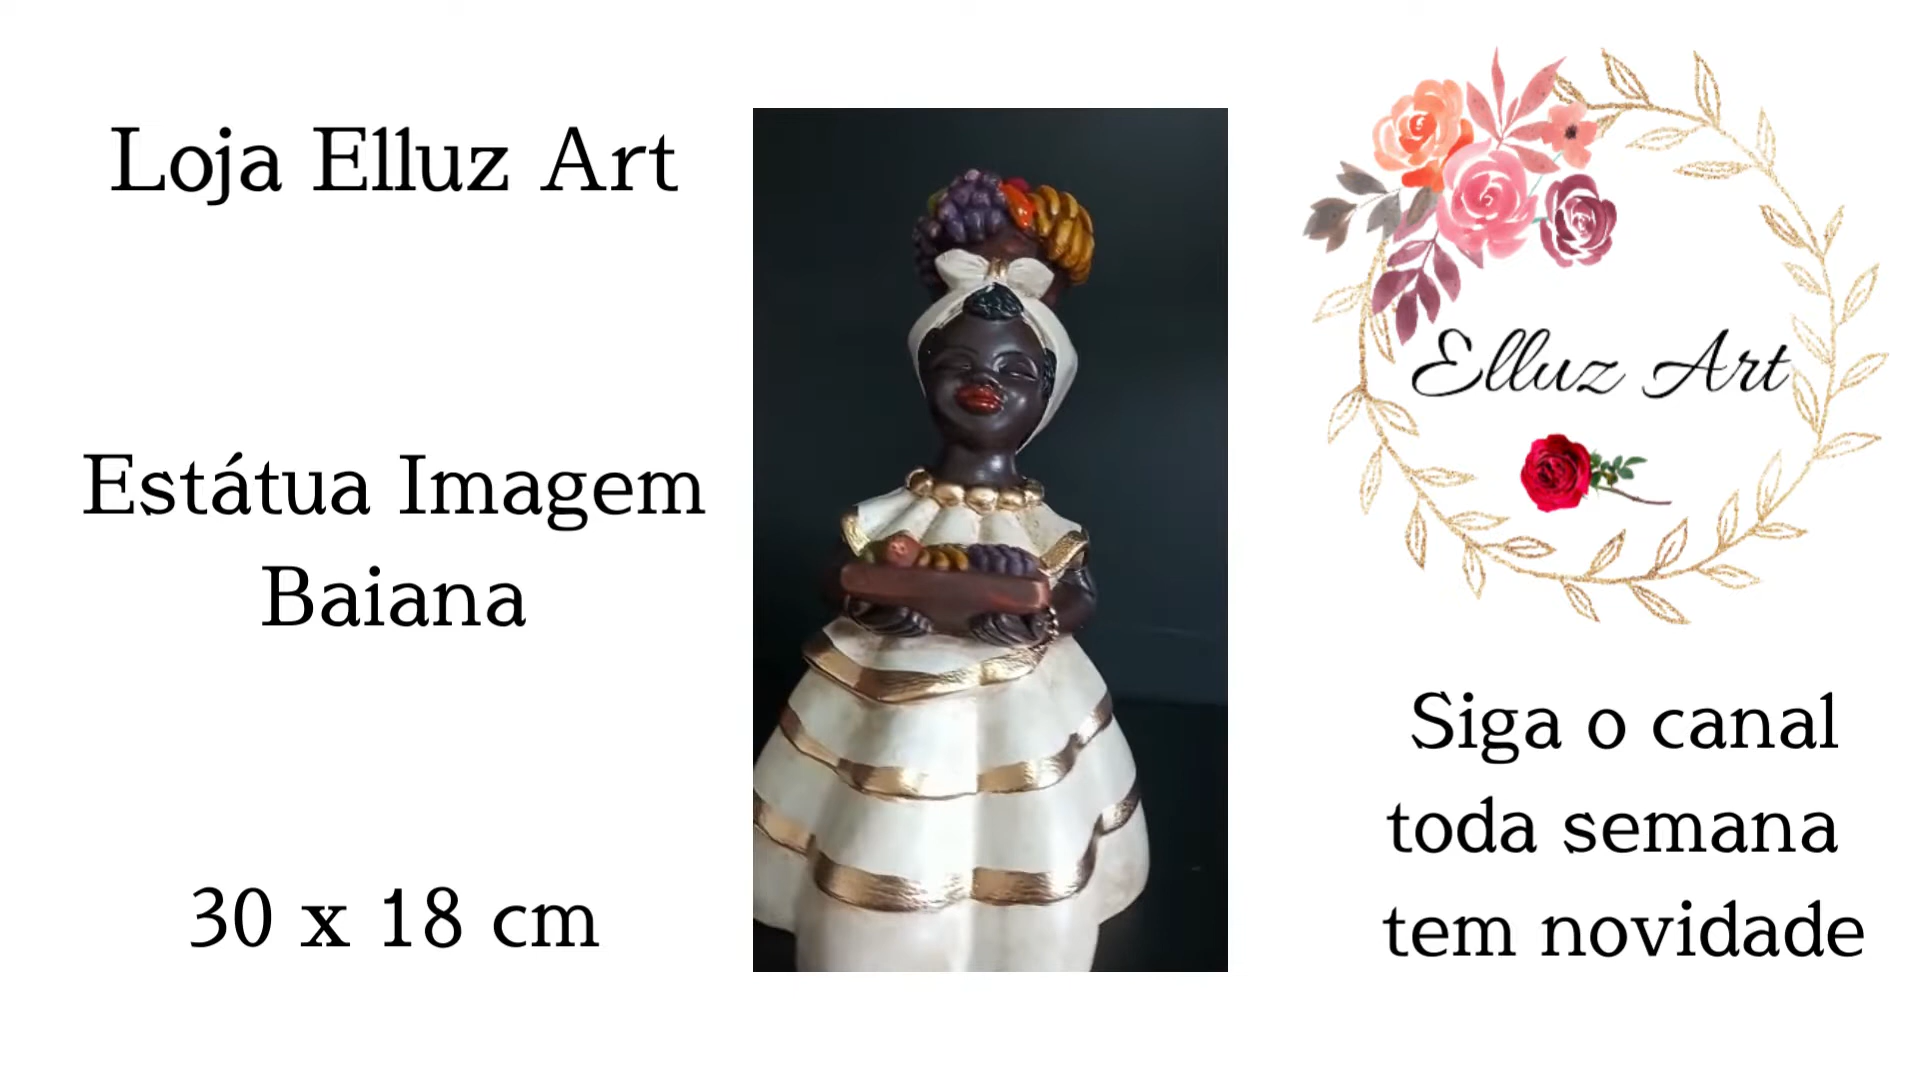 Loja Elluz Art
Estátua Imagem
Baiana
30 x 18 cm
Elluz Art
Siga o canal
toda semana
tem novidade